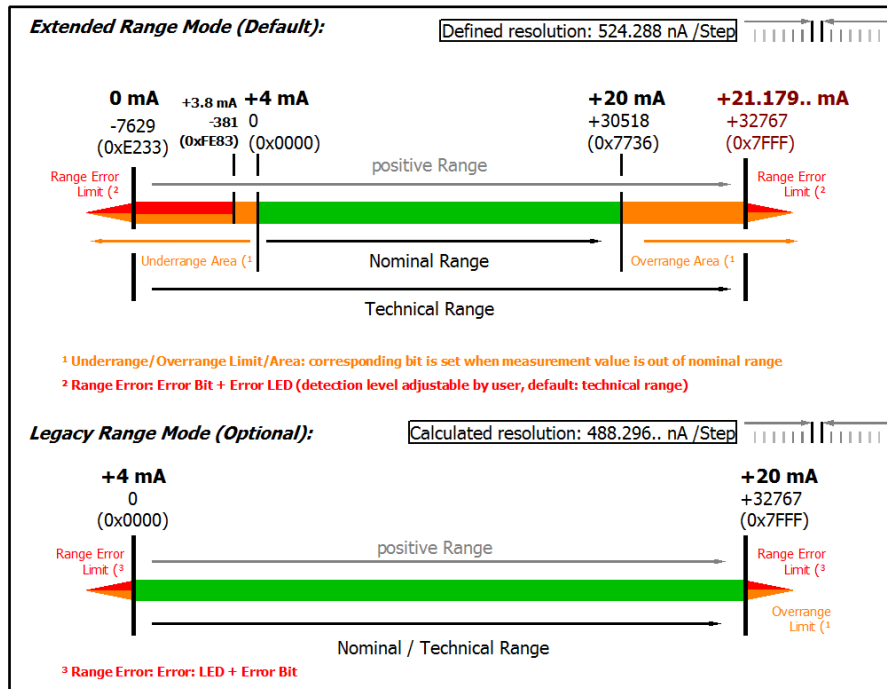 Extended Range Mode (Default):
Defined resolution: 524.288 nA /Step
0 mA
-7629
(0xE233)
+3.8 mA
-381
(0xFE83)
+4 mA
0
(0x0000)
+20 mA
+30518
(0x7736)
+21.179.. mA
+32767
(0x7FFF)
Range Error
Limit (²
positive Range
Range Error
Limit (²
Underrange Area (¹
Nominal Range
Overrange Area (¹
Technical Range
¹ Underrange/Overrange Limit/Area: corresponding bit is set when measurement value is out of nominal range
² Range Error: Error Bit + Error LED (detection level adjustable by user, default: technical range)
Legacy Range Mode (Optional):
Calculated resolution: 488.296.. nA /Step
+4 mA
0
(0x0000)
+20 mA
+32767
(0x7FFF)
Range Error
Limit (³
positive Range
Range Error
Limit (³
Overrange
Limit (¹
Nominal / Technical Range
³ Range Error: Error: LED + Error Bit